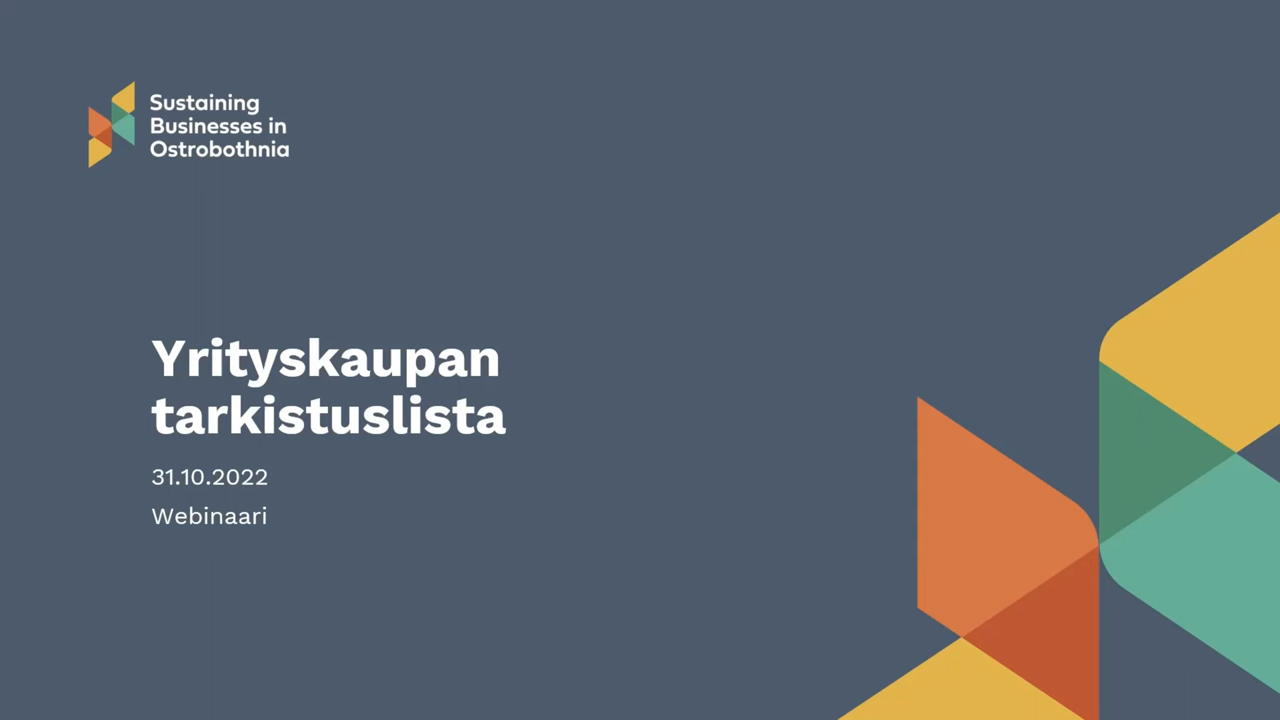 Sustaining
Businesses in
Ostrobothnia
Yrityskaupan
tarkistuslista
31.10.2022
Webinaari